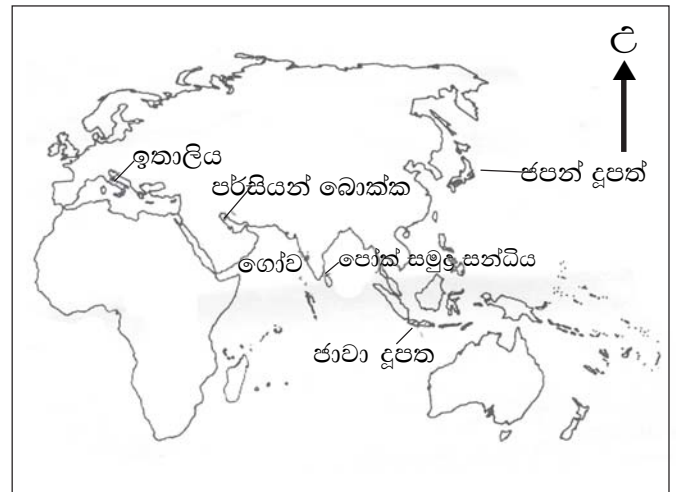 උ
ඉතාලිය
ජපන් දූපත්
පර්සියන් බොක්ක
ගෝව
පෝක් සමුද්‍ර සන්ධිය
ජාවා දූපත